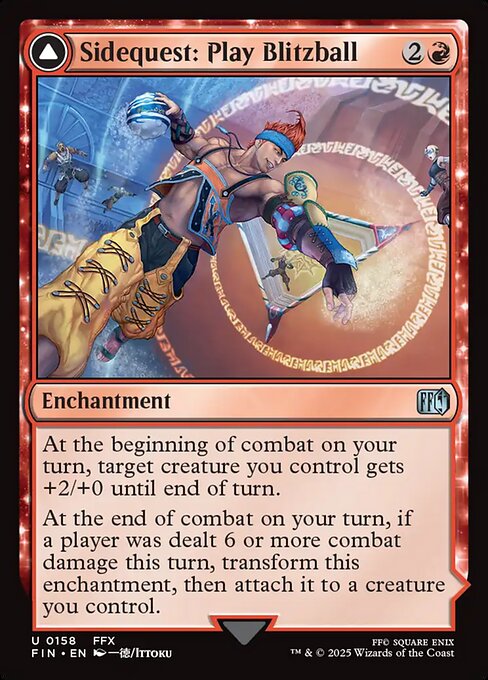 Sidequest: Play Blitzball 2
Enchantment
FFX
At the beginning of combat on your
turn, target creature you control gets
+2/+0 until end of turn.
At the end of combat on your turn, if
a player was dealt 6 or more combat
damage this turn, transform this
enchantment, then attach it to a creature
you control.
U 0158 FFX
FIN • EN 一徳/ITTOKU
FF© SQUARE ENIX
™ & © 2025 Wizards of the Coast